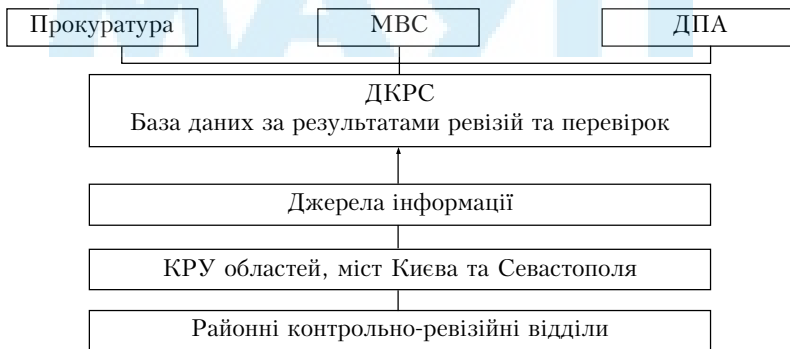 Прокуратура
МВС
ДПА
ДКРС
База даних за результатами ревізій та перевірок
Джерела інформації
КРУ областей, міст Києва та Севастополя
Районні контрольно-ревізійні відділи